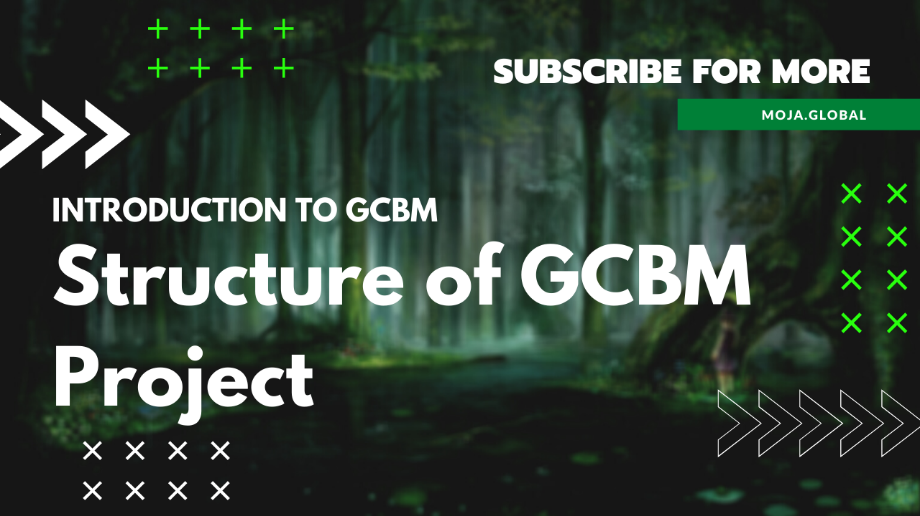 SUBSCRIBE FOR MORE
MOJA.GLOBAL
INTRODUCTION TO GCBM
Structure of GCBM
Project